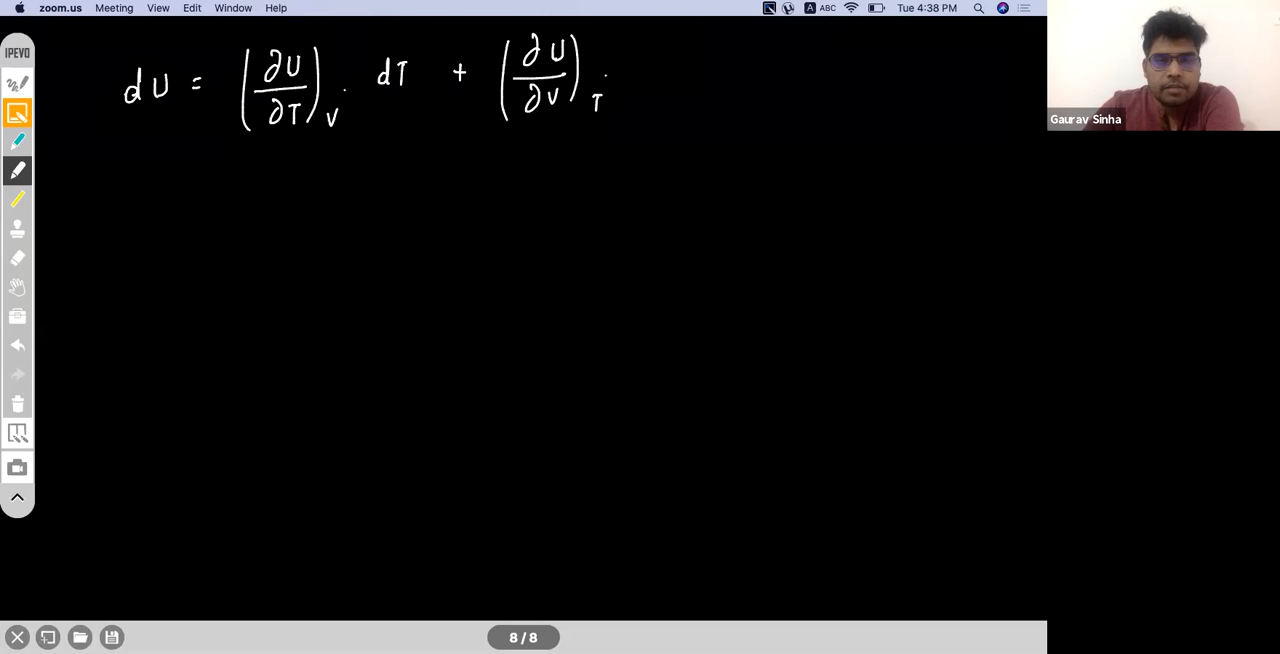 zoom.us Meeting View Edit Window Help A ABC Tue 4:38 PM
IPEVO
dU = (∂U/∂T)_V · dT + (∂U/∂V)_T ·
Gaurav Sinha
8 / 8